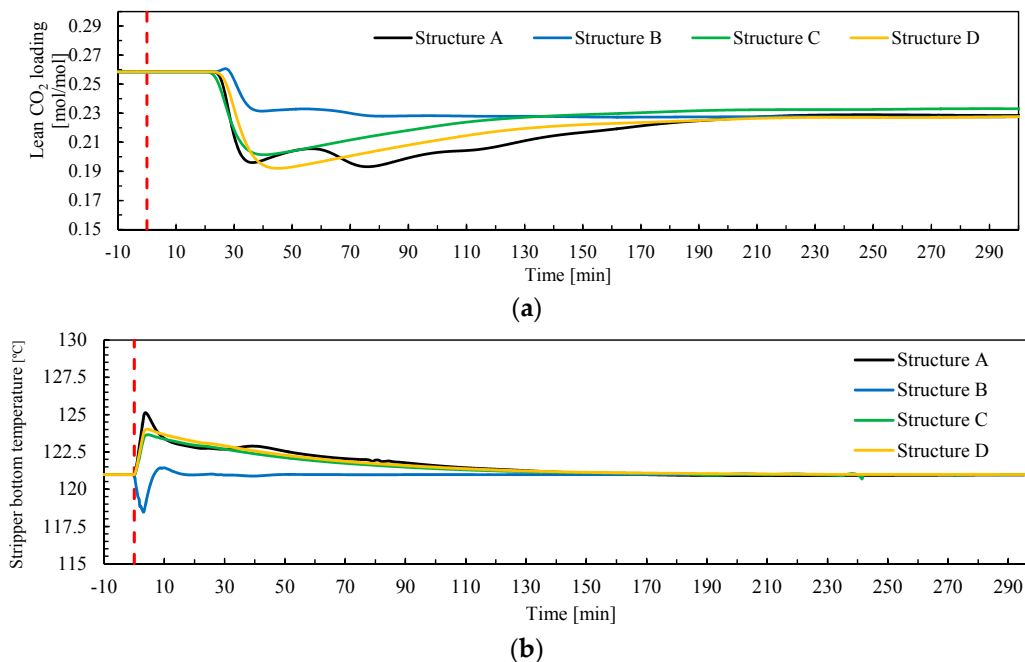 0.29
0.27
0.25
0.23
0.21
0.19
0.17
0.15
Lean CO₂ loading
[mol/mol]
Structure A Structure B Structure C Structure D
-10 10 30 50 70 90 110 130 150 170 190 210 230 250 270 290
Time [min]
(a)
130
127.5
125
122.5
120
117.5
115
Stripper bottom temperature [ºC]
Structure A
Structure B
Structure C
Structure D
-10 10 30 50 70 90 110 130 150 170 190 210 230 250 270 290
Time [min]
(b)